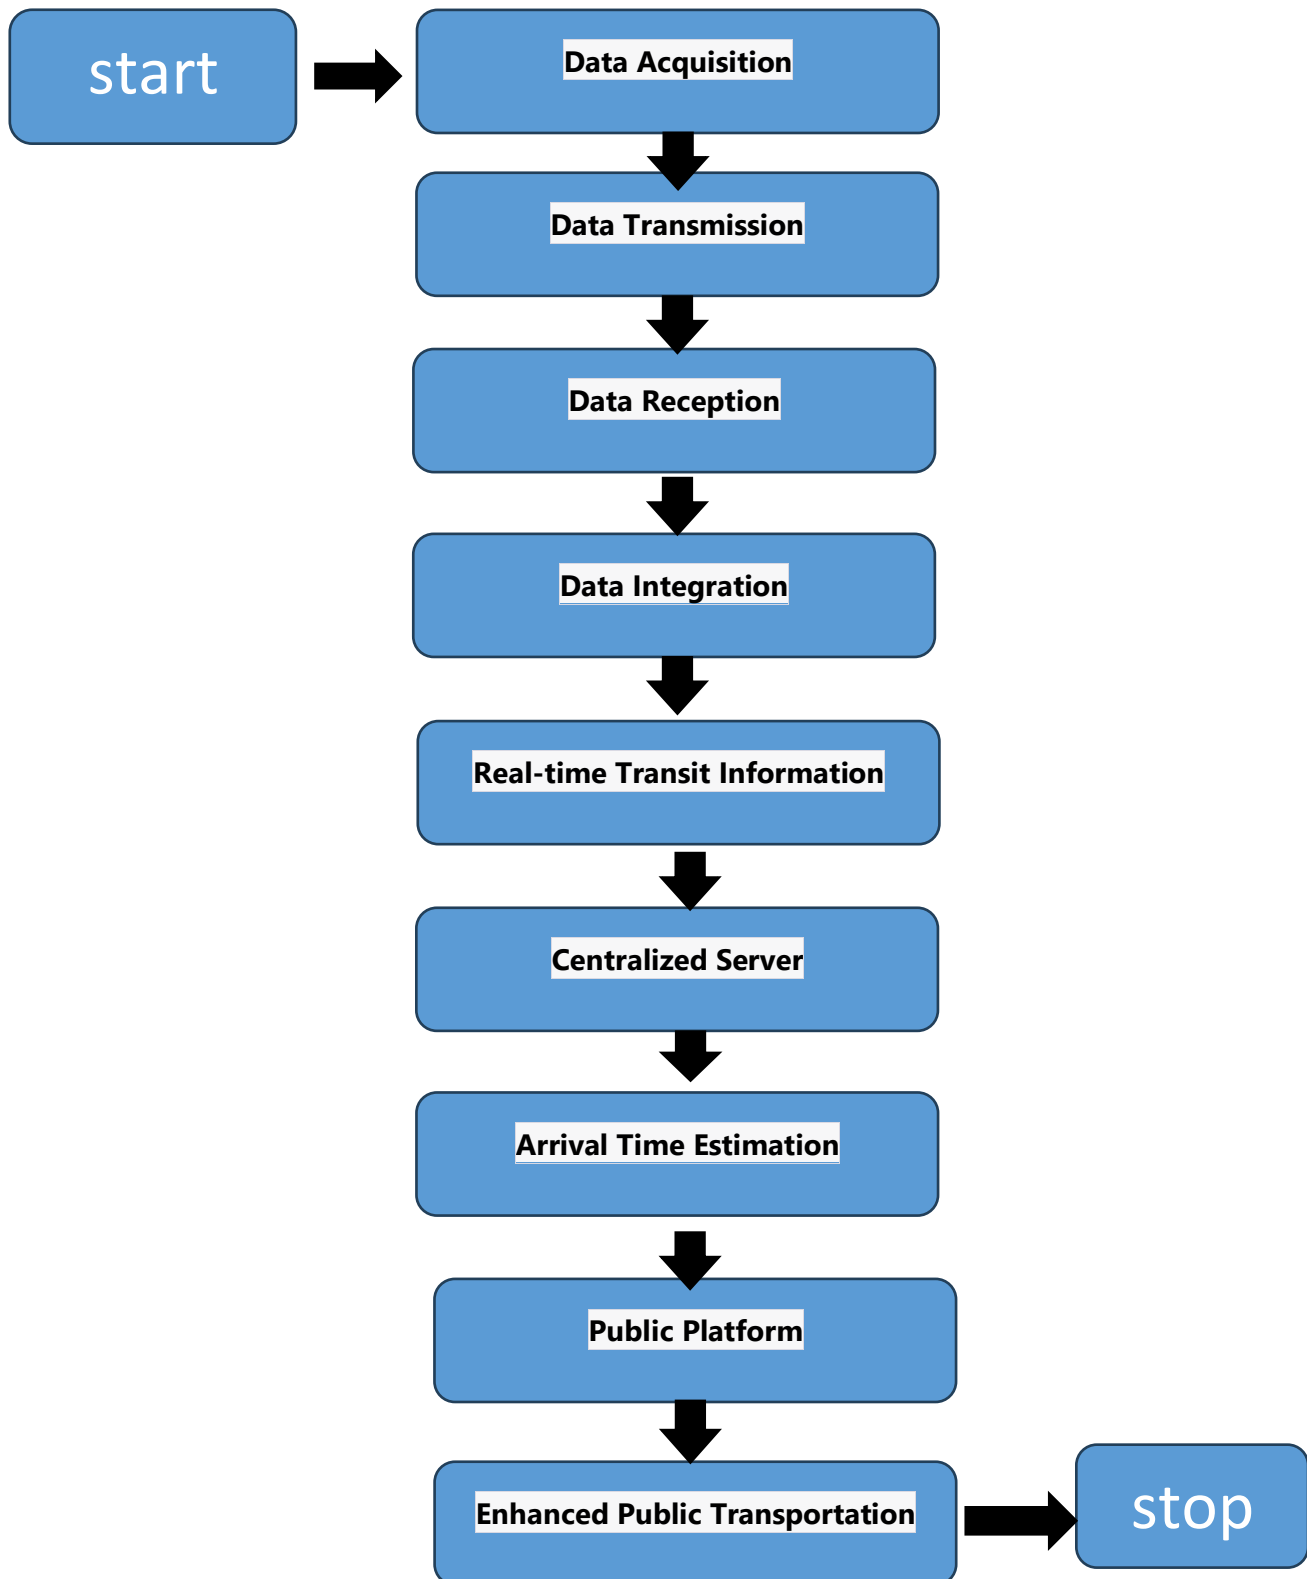 start
Data Acquisition
Data Transmission
Data Reception
Data Integration
Real-time Transit Information
Centralized Server
Arrival Time Estimation
Public Platform
Enhanced Public Transportation
stop